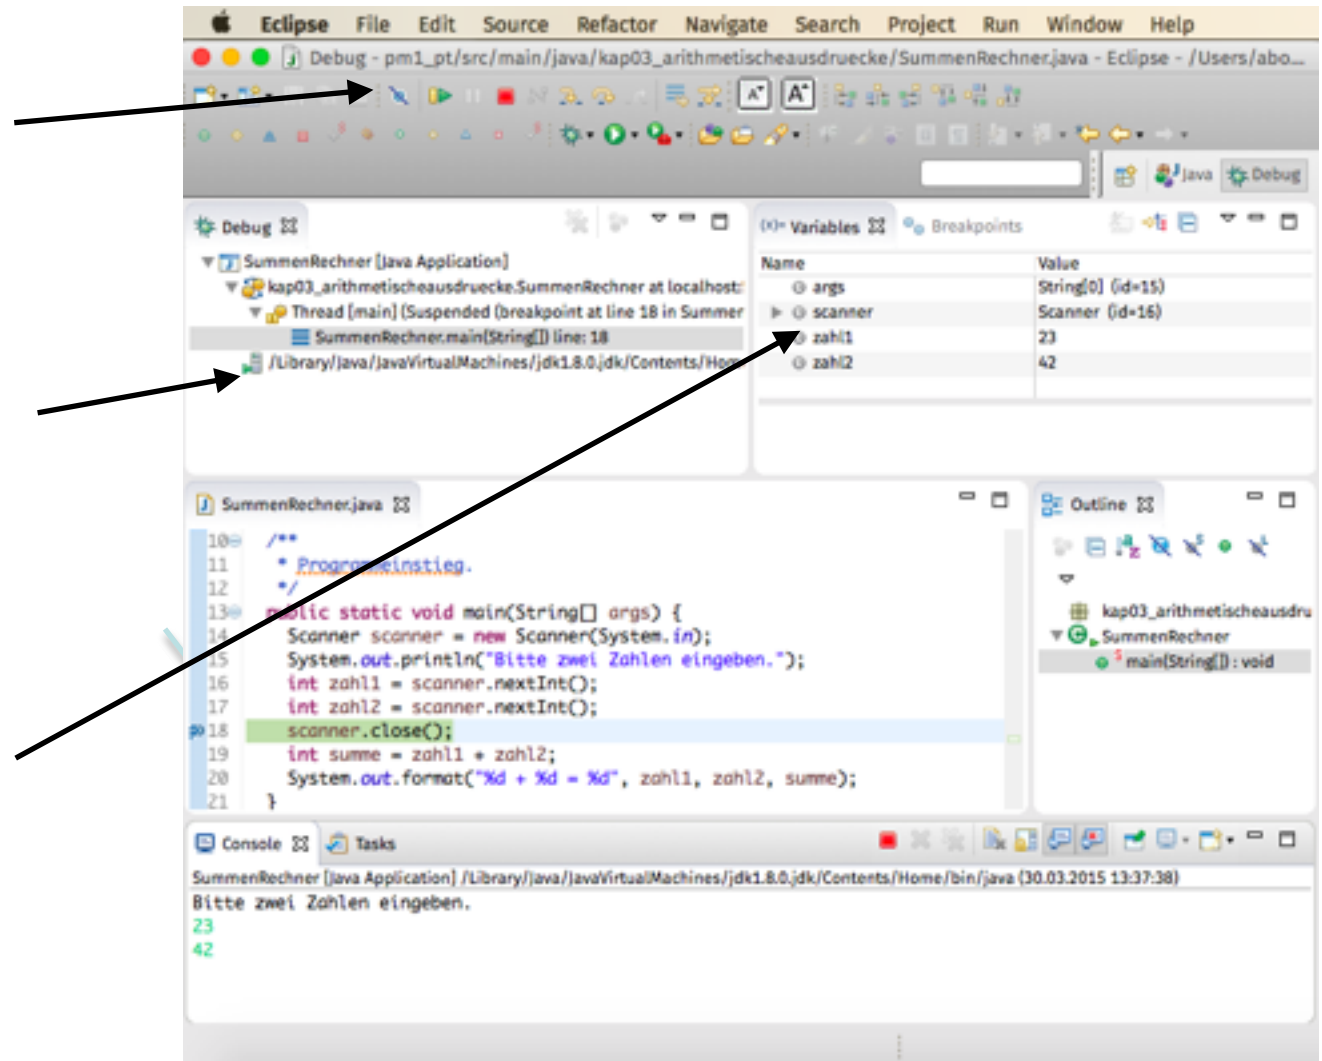 Eclipse File Edit Source Refactor Navigate Search Project Run Window Help
Debug - pm1_pt/src/main/java/kap03_arithmetischeausdruecke/SummenRechner.java - Eclipse - /Users/abo...
A A
Java Debug
Debug
SummenRechner [Java Application]
kap03_arithmetischeausdruecke.SummenRechner at localhost:
Thread [main] (Suspended (breakpoint at line 18 in Summer
SummenRechner.main(String[]) line: 18
/Library/Java/JavaVirtualMachines/jdk1.8.0.jdk/Contents/Home
(x)= Variables Breakpoints
Name Value
args String[0] (id=15)
scanner Scanner (id=16)
zahl1 23
zahl2 42
SummenRechner.java
10 /**
11 * Programmeinstieg.
12 */
13 public static void main(String[] args) {
14 Scanner scanner = new Scanner(System.in);
15 System.out.println("Bitte zwei Zahlen eingeben.");
16 int zahl1 = scanner.nextInt();
17 int zahl2 = scanner.nextInt();
18 scanner.close();
19 int summe = zahl1 + zahl2;
20 System.out.format("%d + %d = %d", zahl1, zahl2, summe);
21 }
Outline
kap03_arithmetischeausdru
SummenRechner
main(String[]) : void
Console Tasks
SummenRechner [Java Application] /Library/Java/JavaVirtualMachines/jdk1.8.0.jdk/Contents/Home/bin/java (30.03.2015 13:37:38)
Bitte zwei Zahlen eingeben.
23
42